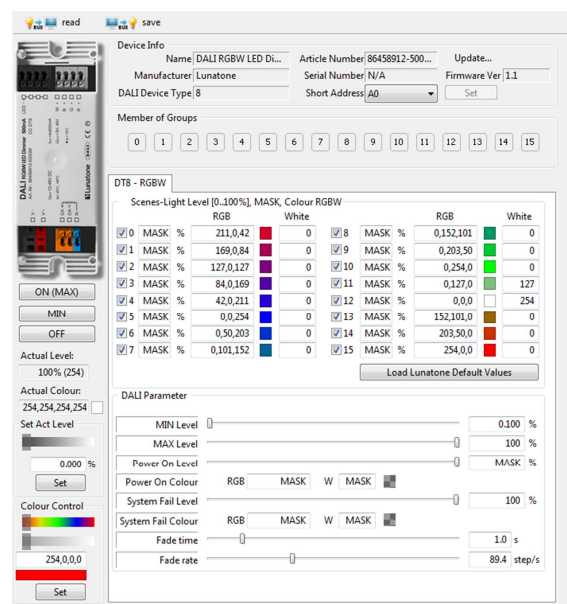 read
save
Device Info
Name DALI RGBW LED Di... Article Number 86458912-500... Update...
Manufacturer Lunatone Serial Number N/A Firmware Ver 1.1
DALI Device Type 8 Short Address A0 Set
Member of Groups
0 1 2 3 4 5 6 7 8 9 10 11 12 13 14 15
DT8 - RGBW
Scenes-Light Level [0..100%], MASK, Colour RGBW
RGB White RGB White
0 MASK % 211,0,42 0 8 MASK % 0,152,101 0
1 MASK % 169,0,84 0 9 MASK % 0,203,50 0
2 MASK % 127,0,127 0 10 MASK % 0,254,0 0
3 MASK % 84,0,169 0 11 MASK % 0,127,0 127
4 MASK % 42,0,211 0 12 MASK % 0,0,0 254
5 MASK % 0,0,254 0 13 MASK % 152,101,0 0
6 MASK % 0,50,203 0 14 MASK % 203,50,0 0
7 MASK % 0,101,152 0 15 MASK % 254,0,0 0
Load Lunatone Default Values
DALI Parameter
MIN Level 0.100 %
MAX Level 100 %
Power On Level MASK %
Power On Colour RGB MASK W MASK
System Fail Level 100 %
System Fail Colour RGB MASK W MASK
Fade time 1.0 s
Fade rate 89.4 step/s
DALI RGBW LED Dimmer 500mA CC DT8
Lunatone
ON (MAX)
MIN
OFF
Actual Level:
100% (254)
Actual Colour:
254,254,254,254
Set Act Level
0.000 %
Set
Colour Control
254,0,0,0
Set